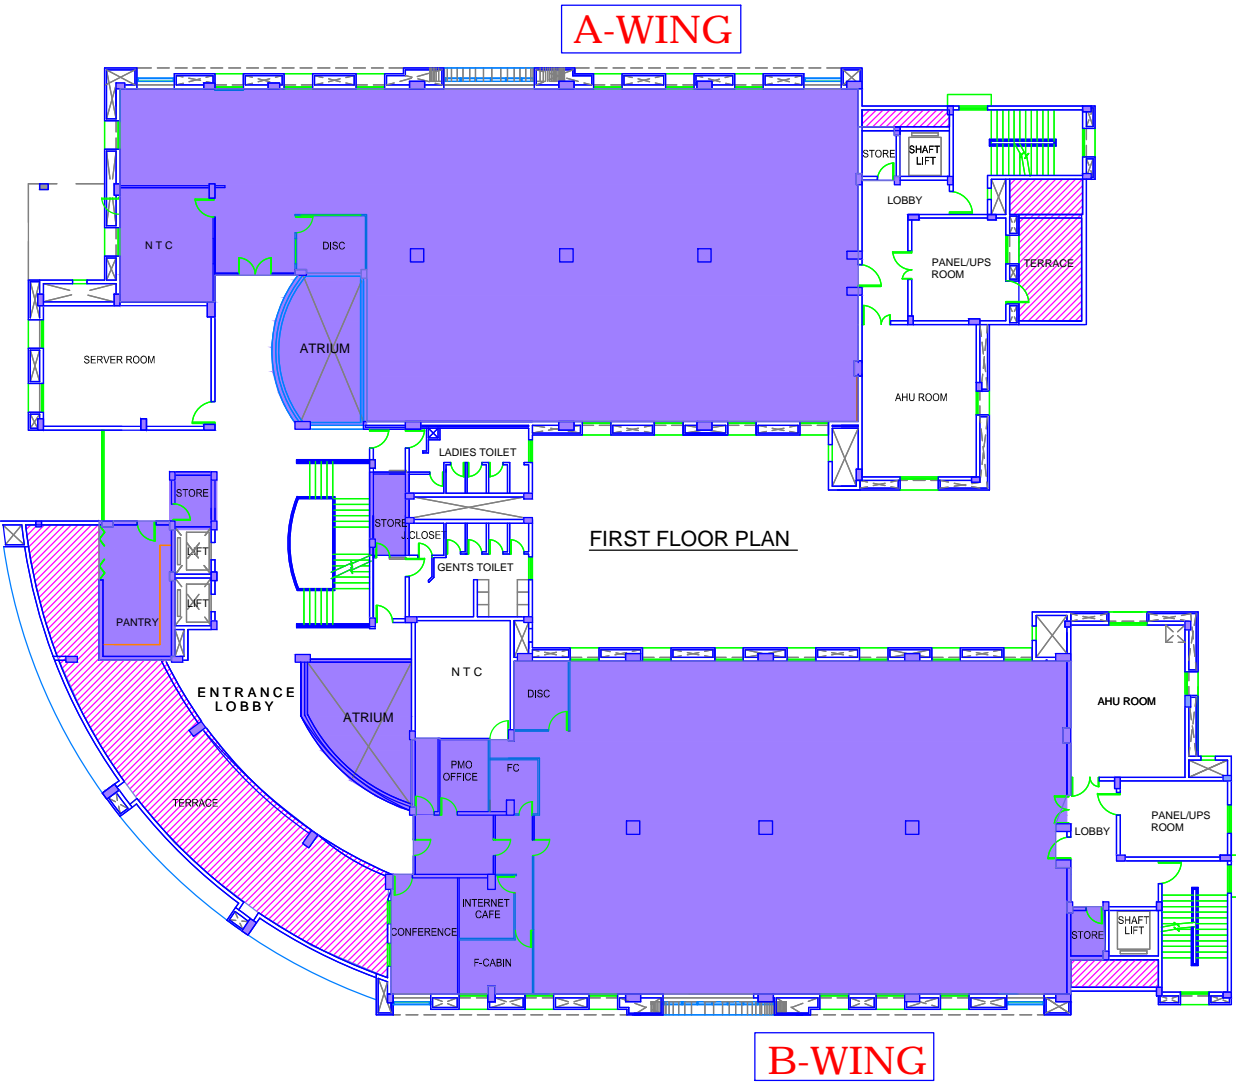 A-WING
STORE
SHAFT
LIFT
LOBBY
N T C
DISC
PANEL/UPS
ROOM
TERRACE
ATRIUM
SERVER ROOM
AHU ROOM
LADIES TOILET
STORE
STORE
J.CLOSET
FIRST FLOOR PLAN
LIFT
GENTS TOILET
LIFT
PANTRY
N T C
ENTRANCE
LOBBY
DISC
AHU ROOM
ATRIUM
PMO
OFFICE
FC
TERRACE
PANEL/UPS
ROOM
LOBBY
INTERNET
CAFE
CONFERENCE
SHAFT
LIFT
STORE
F-CABIN
B-WING